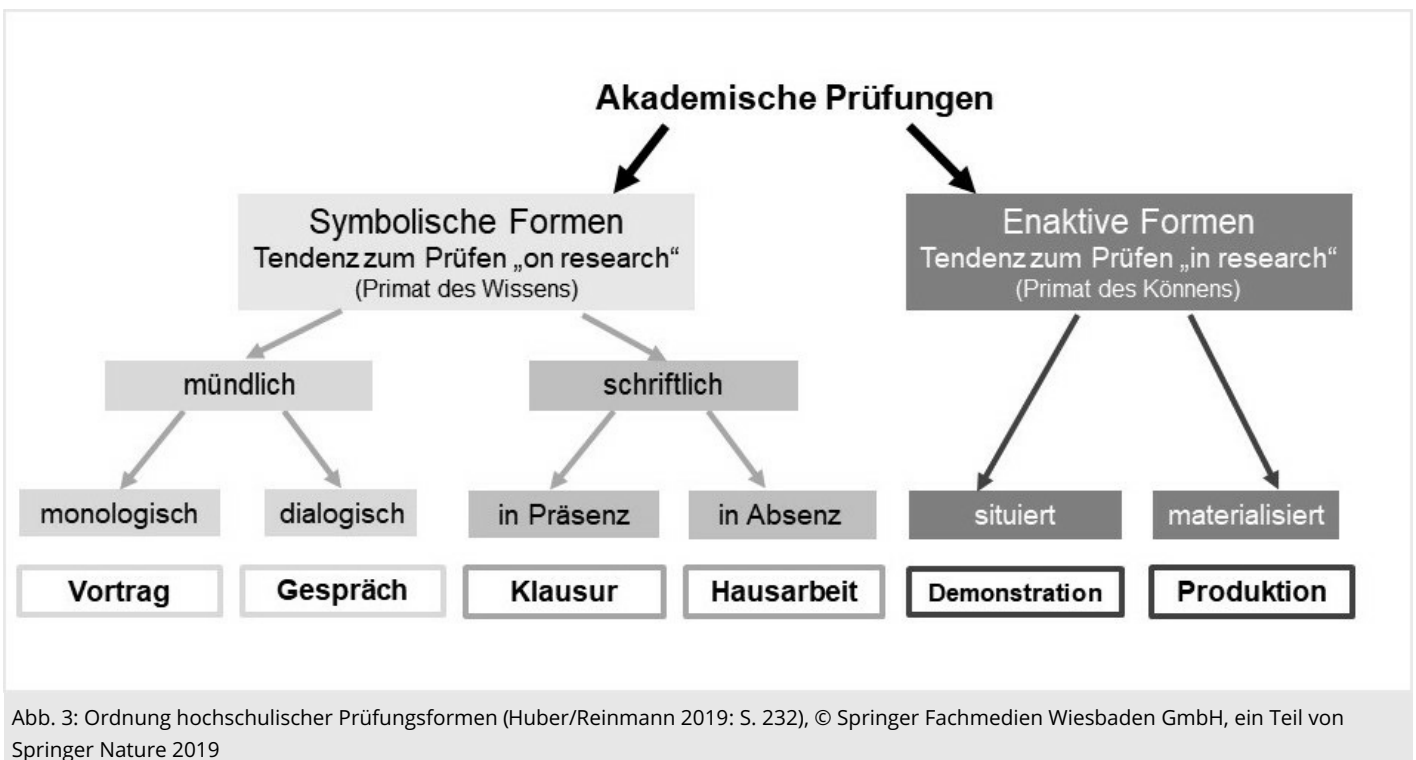 Akademische Prüfungen
Symbolische Formen
Tendenz zum Prüfen „on research“
(Primat des Wissens)
Enaktive Formen
Tendenz zum Prüfen „in research“
(Primat des Könnens)
mündlich
schriftlich
monologisch
dialogisch
in Präsenz
in Absenz
situiert
materialisiert
Vortrag
Gespräch
Klausur
Hausarbeit
Demonstration
Produktion
Abb. 3: Ordnung hochschulischer Prüfungsformen (Huber/Reinmann 2019: S. 232), © Springer Fachmedien Wiesbaden GmbH, ein Teil von
Springer Nature 2019